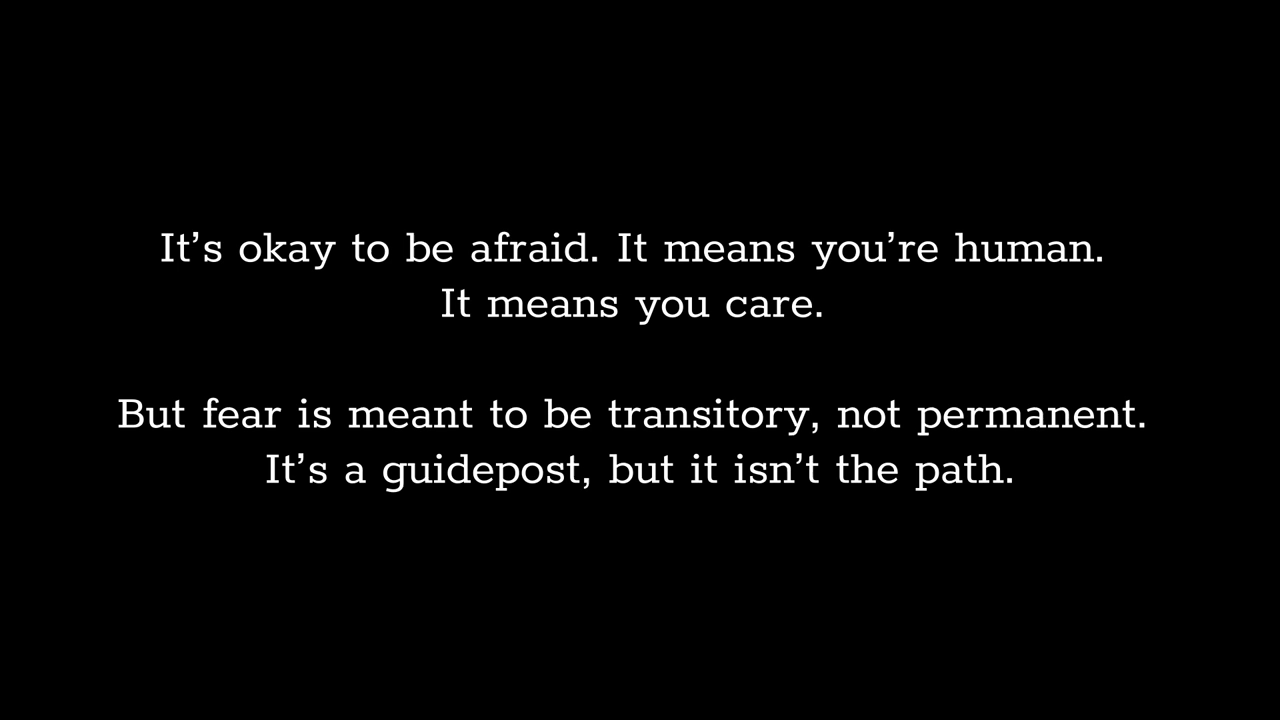 It’s okay to be afraid. It means you’re human.
It means you care.
But fear is meant to be transitory, not permanent.
It’s a guidepost, but it isn’t the path.